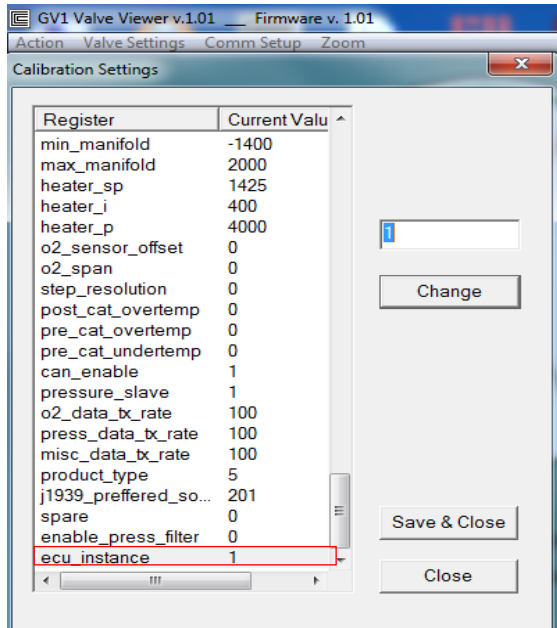 GV1 Valve Viewer v.1.01 __ Firmware v. 1.01
Action Valve Settings Comm Setup Zoom
Calibration Settings
Register Current Valu
min_manifold -1400
max_manifold 2000
heater_sp 1425
heater_i 400
heater_p 4000
o2_sensor_offset 0
o2_span 0
step_resolution 0
post_cat_overtemp 0
pre_cat_overtemp 0
pre_cat_undertemp 0
can_enable 1
pressure_slave 1
o2_data_tx_rate 100
press_data_tx_rate 100
misc_data_tx_rate 100
product_type 5
j1939_preffered_so... 201
spare 0
enable_press_filter 0
ecu_instance 1
1
Change
Save & Close
Close